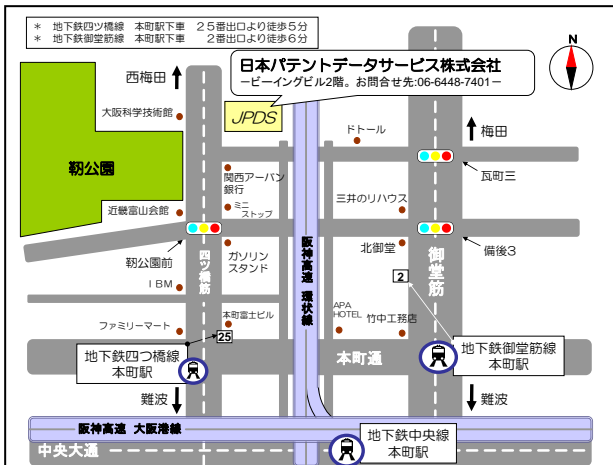 * 地下鉄四ツ橋線 本町駅下車 25番出口より徒歩5分
* 地下鉄御堂筋線 本町駅下車 2番出口より徒歩6分
N
日本パテントデータサービス株式会社
-ビーイングビル2階。お問合せ先:06-6448-7401-
西梅田
大阪科学技術館
JPDS
ドトール
梅田
靭公園
関西アーバン
銀行
瓦町三
近畿富山会館
ミニ
ストップ
三井のリハウス
靭公園前
四ツ橋筋
ガソリン
スタンド
阪神高速 環状線
北御堂
御堂筋
備後3
IBM
2
ファミリーマート
本町富士ビル
25
APA
HOTEL
竹中工務店
地下鉄四つ橋線
本町駅
本町通
地下鉄御堂筋線
本町駅
難波
難波
阪神高速 大阪港線
地下鉄中央線
本町駅
中央大通